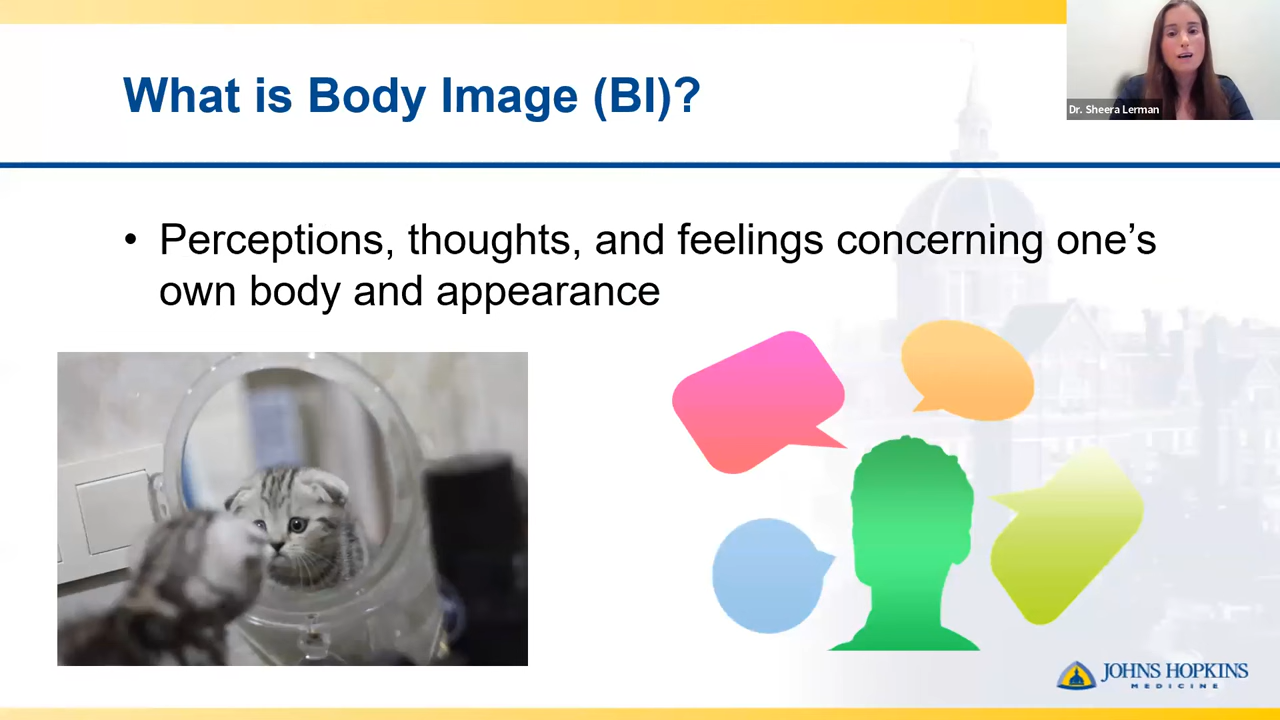 What is Body Image (BI)?
Dr. Sheera Lerman
• Perceptions, thoughts, and feelings concerning one’s
own body and appearance
JOHNS HOPKINS
MEDICINE